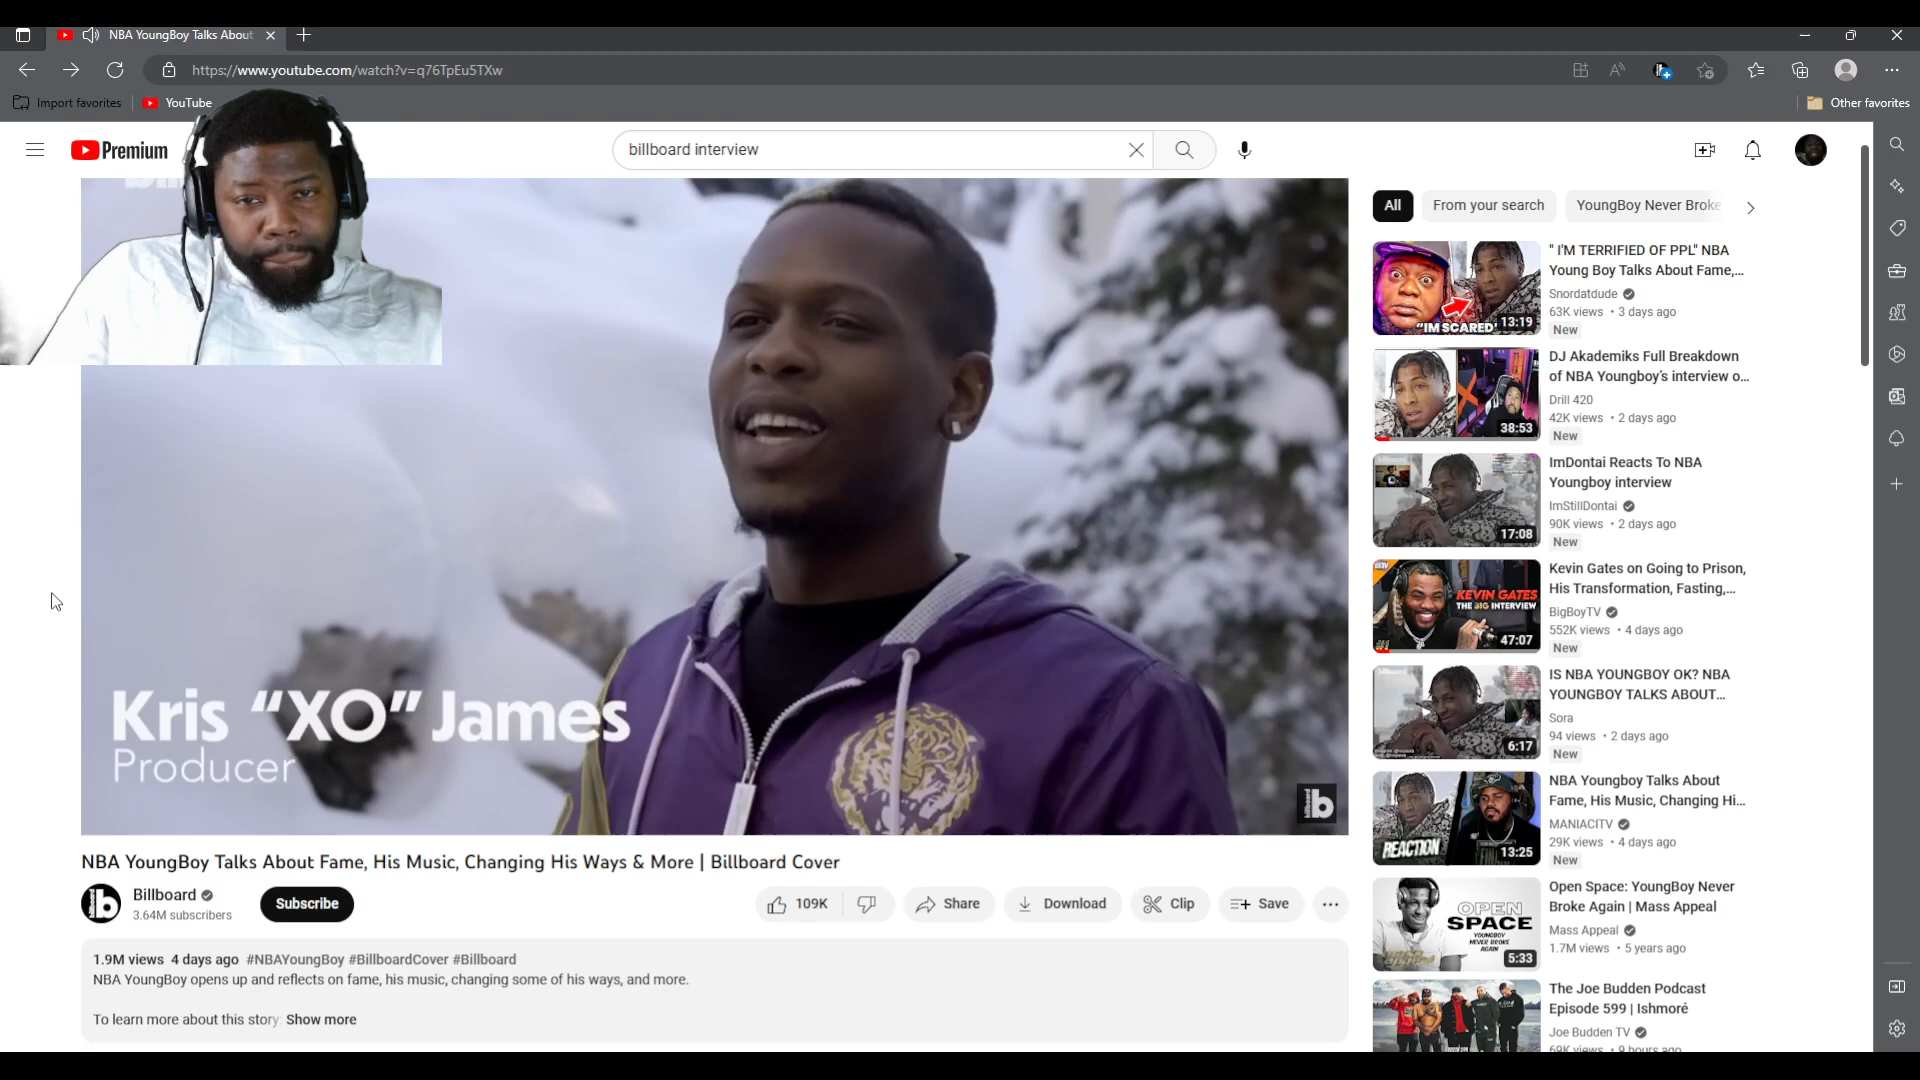 NBA YoungBoy Talks About
https://www.youtube.com/watch?v=q76TpEu5TXw
Import favorites
YouTube
Other favorites
Premium
billboard interview
Kris “XO” James
Producer
billboard b
NBA YoungBoy Talks About Fame, His Music, Changing His Ways & More | Billboard Cover
Billboard
3.64M subscribers
Subscribe
109K
Share
Download
Clip
Save
1.9M views 4 days ago #NBAYoungBoy #BillboardCover #Billboard
NBA YoungBoy opens up and reflects on fame, his music, changing some of his ways, and more.
To learn more about this story: Show more
All
From your search
YoungBoy Never Broke
" I'M TERRIFIED OF PPL" NBA
Young Boy Talks About Fame,...
Snordatdude
63K views • 3 days ago
New
"IM SCARED"
13:19
DJ Akademiks Full Breakdown
of NBA Youngboy's interview o...
Drill 420
42K views • 2 days ago
New
38:53
ImDontai Reacts To NBA
Youngboy interview
ImStillDontai
90K views • 2 days ago
New
17:08
Kevin Gates on Going to Prison,
His Transformation, Fasting,...
BigBoyTV
552K views • 4 days ago
New
KEVIN GATES
THE BIG INTERVIEW
47:07
IS NBA YOUNGBOY OK? NBA
YOUNGBOY TALKS ABOUT...
Sora
94 views • 2 days ago
New
6:17
NBA Youngboy Talks About
Fame, His Music, Changing Hi...
MANIACITV
29K views • 4 days ago
New
REACTION
13:25
Open Space: YoungBoy Never
Broke Again | Mass Appeal
Mass Appeal
1.7M views • 5 years ago
OPEN
SPACE
YOUNGBOY
NEVER BROKE
AGAIN
5:33
The Joe Budden Podcast
Episode 599 | Ishmoré
Joe Budden TV
69K views • 9 hours ago